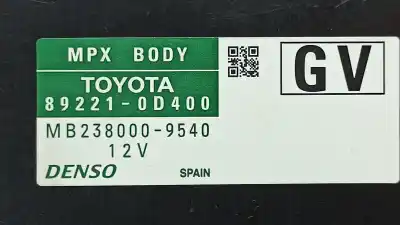 MPX BODY
TOYOTA
89221-0D400
MB238000-9540
12V
DENSO
SPAIN
GV